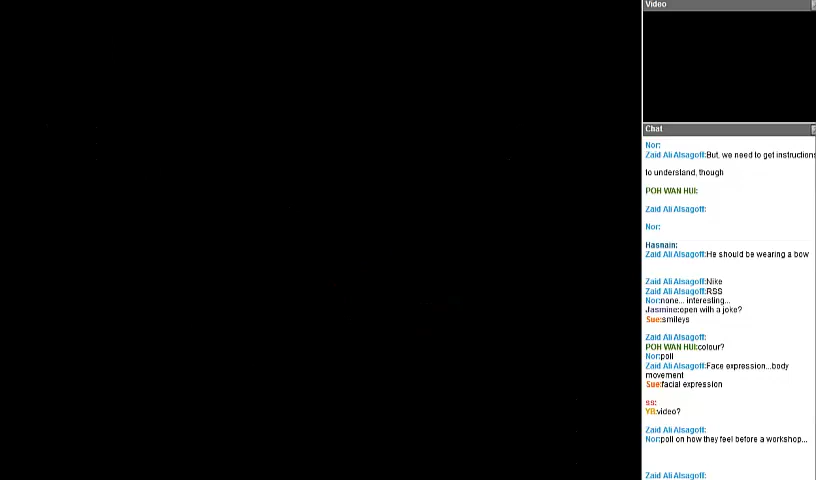 Video
Chat
Nor:
Zaid Ali Alsagoff:But, we need to get instructions
to understand, though
POH WAN HUI:
Zaid Ali Alsagoff:
Nor:
Hasnain:
Zaid Ali Alsagoff:He should be wearing a bow
Zaid Ali Alsagoff:Nike
Zaid Ali Alsagoff:RSS
Nor:none... interesting...
Jasmine:open with a joke?
Sue:smileys
Zaid Ali Alsagoff:
POH WAN HUI:colour?
Nor:poll
Zaid Ali Alsagoff:Face expression...body
movement
Sue:facial expression
ss:
YB:video?
Zaid Ali Alsagoff:
Nor:poll on how they feel before a workshop...
Zaid Ali Alsagoff: